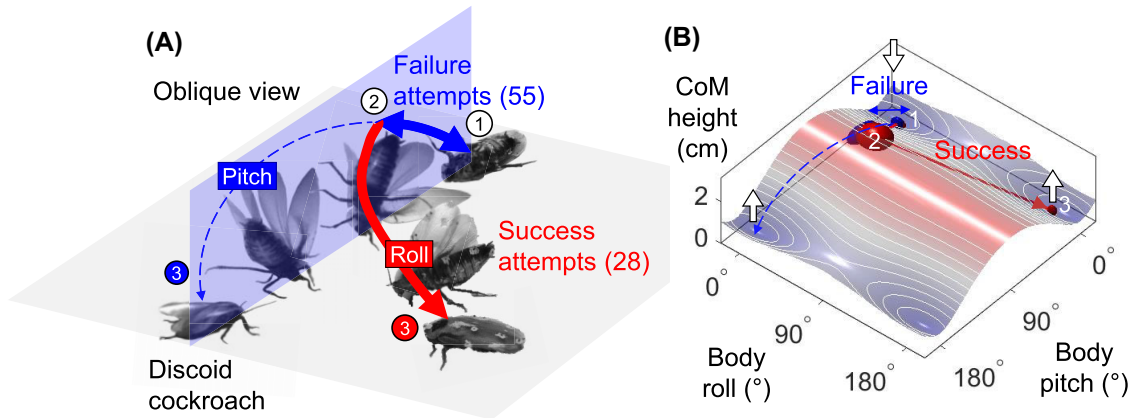 (A)
Oblique view
Failure
attempts (55)
2
1
Pitch
Roll
Success
attempts (28)
3
3
Discoid
cockroach
(B)
CoM
height
(cm)
Failure
1
2
Success
3
2
0
0°
90°
180°
0°
90°
180°
Body
roll (°)
Body
pitch (°)